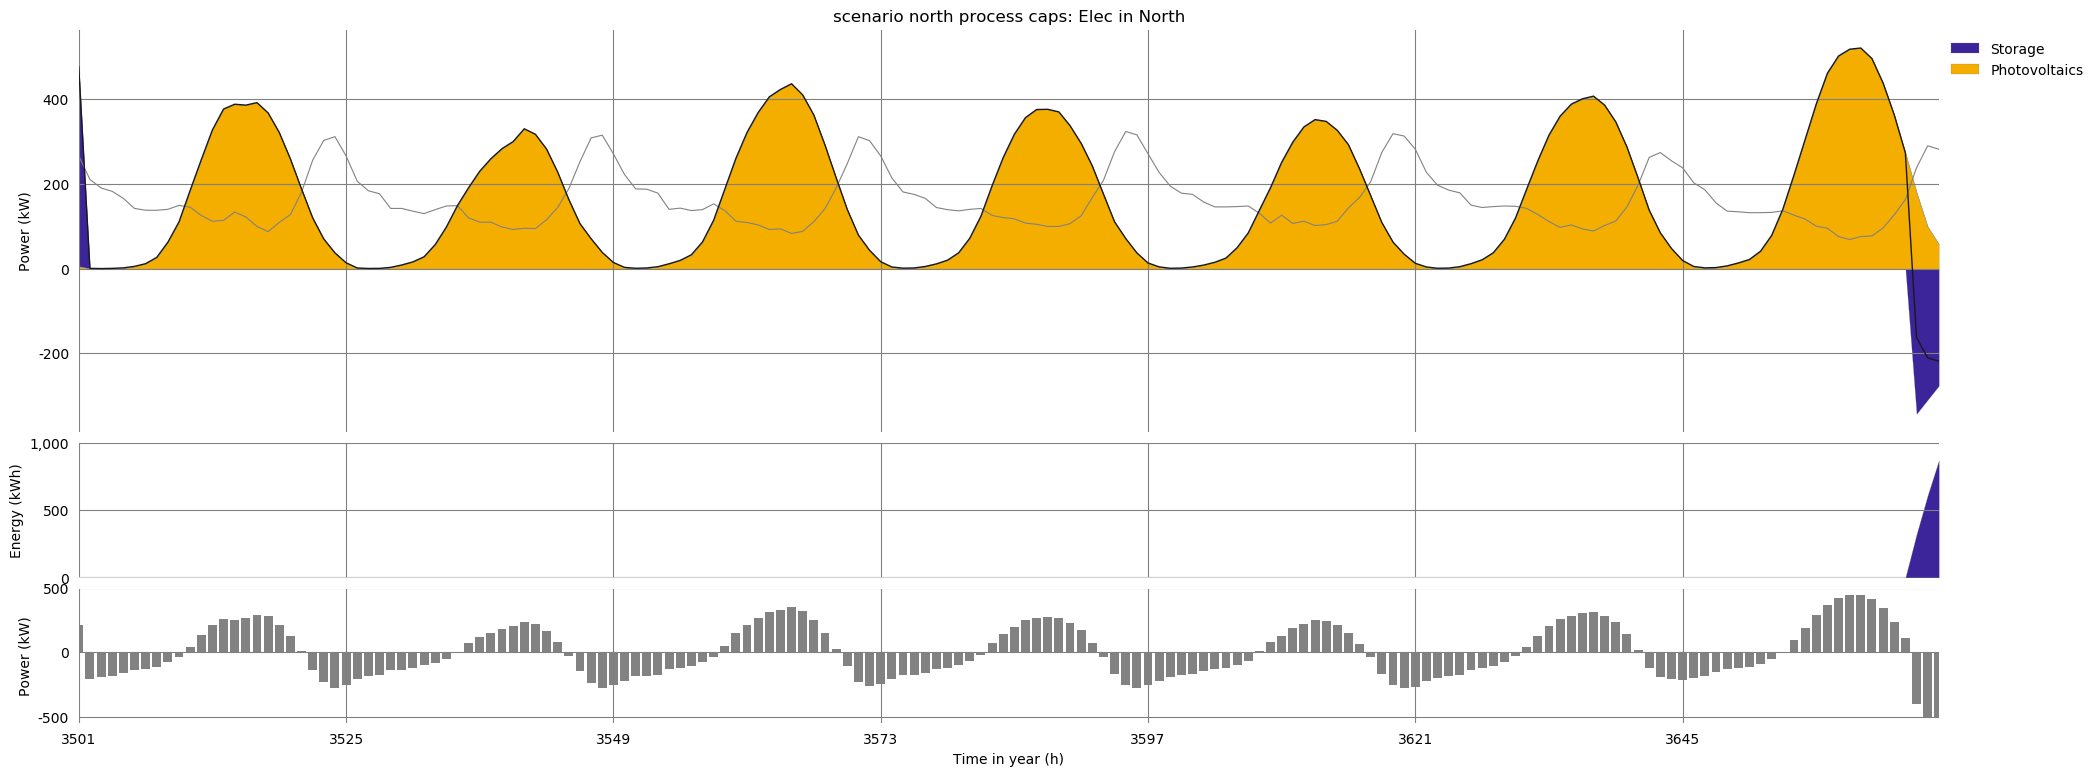 scenario north process caps: Elec in North
Storage
Photovoltaics
Power (kW)
400
200
0
-200
Energy (kWh)
1,000
500
0
Power (kW)
500
0
-500
3501
3525
3549
3573
3597
3621
3645
Time in year (h)